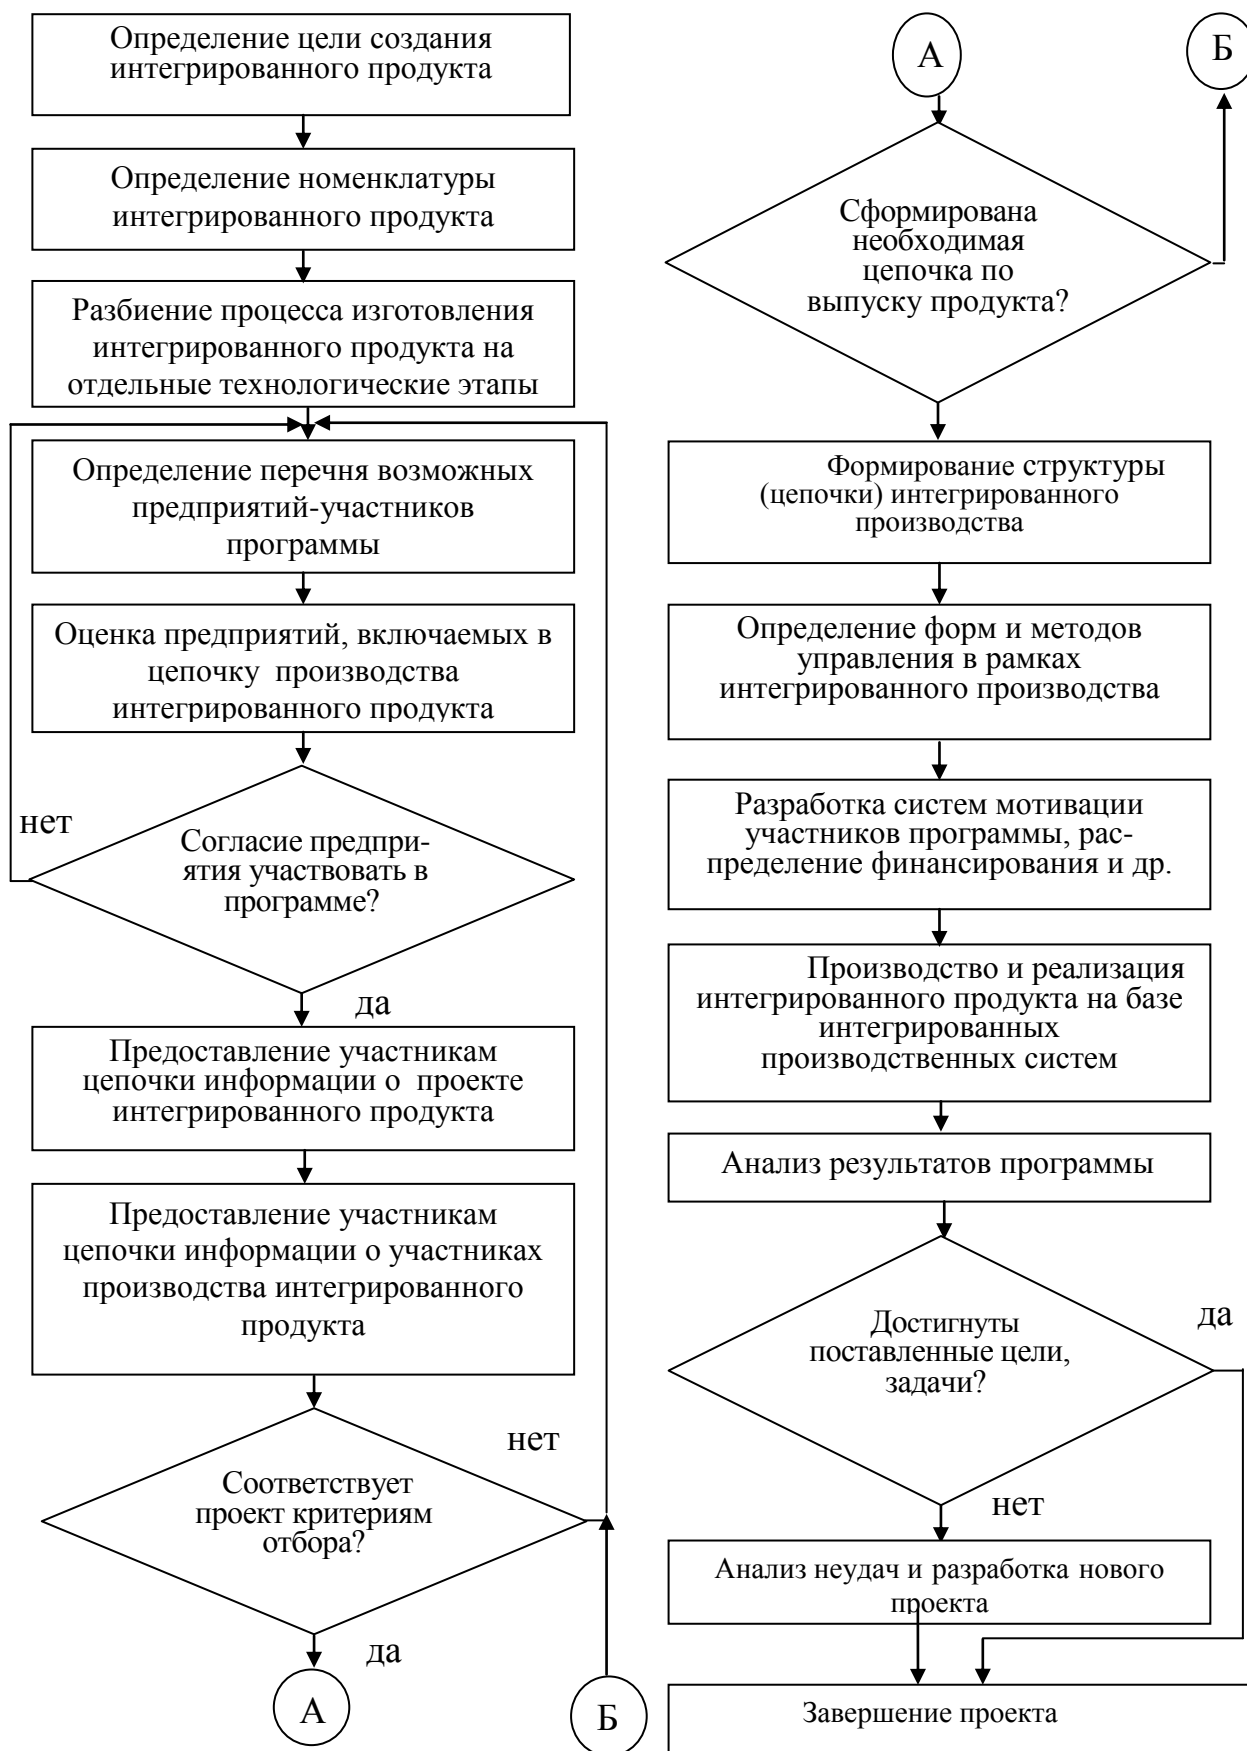 Определение цели создания
интегрированного продукта
Определение номенклатуры
интегрированного продукта
Разбиение процесса изготовления
интегрированного продукта на
отдельные технологические этапы
Определение перечня возможных
предприятий-участников
программы
Оценка предприятий, включаемых в
цепочку производства
интегрированного продукта
нет
Согласие предпри-
ятия участвовать в
программе?
да
Предоставление участникам
цепочки информации о проекте
интегрированного продукта
Предоставление участникам
цепочки информации о участниках
производства интегрированного
продукта
нет
Соответствует
проект критериям
отбора?
да
А
Б
А
Б
Сформирована
необходимая
цепочка по
выпуску продукта?
Формирование структуры
(цепочки) интегрированного
производства
Определение форм и методов
управления в рамках
интегрированного производства
Разработка систем мотивации
участников программы, рас-
пределение финансирования и др.
Производство и реализация
интегрированного продукта на базе
интегрированных
производственных систем
Анализ результатов программы
да
Достигнуты
поставленные цели,
задачи?
нет
Анализ неудач и разработка нового
проекта
Завершение проекта